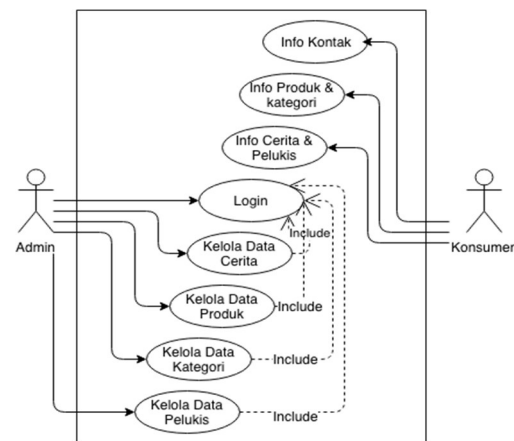 Info Kontak
Info Produk &
kategori
Info Cerita &
Pelukis
Login
Admin
Konsumer
Include
Kelola Data
Cerita
Kelola Data
Produk
Include
Kelola Data
Kategori
Include
Kelola Data
Pelukis
Include